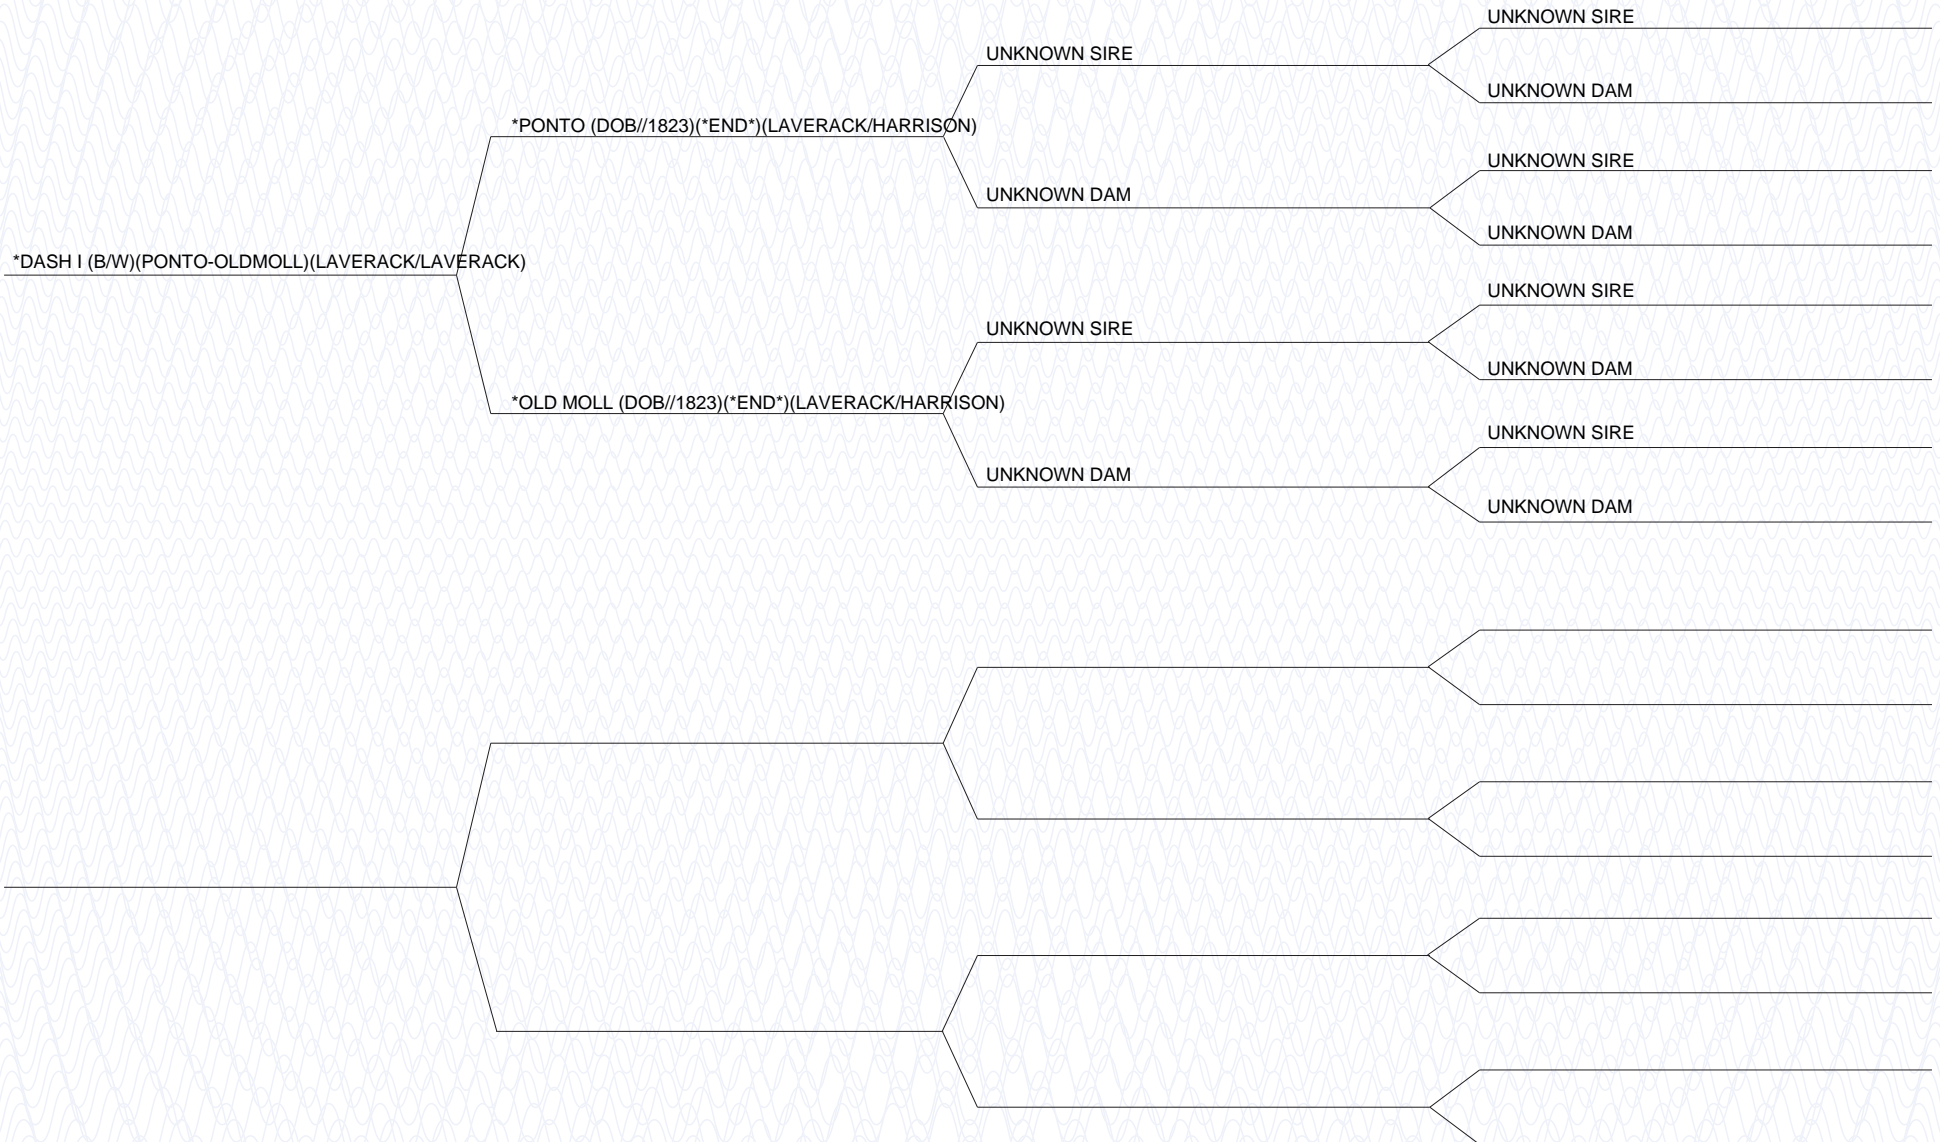 UNKNOWN SIRE
UNKNOWN SIRE
UNKNOWN DAM
*PONTO (DOB//1823)(*END*)(LAVERACK/HARRISON)
UNKNOWN SIRE
UNKNOWN DAM
UNKNOWN DAM
*DASH I (B/W)(PONTO-OLDMOLL)(LAVERACK/LAVERACK)
UNKNOWN SIRE
UNKNOWN SIRE
UNKNOWN DAM
*OLD MOLL (DOB//1823)(*END*)(LAVERACK/HARRISON)
UNKNOWN SIRE
UNKNOWN DAM
UNKNOWN DAM